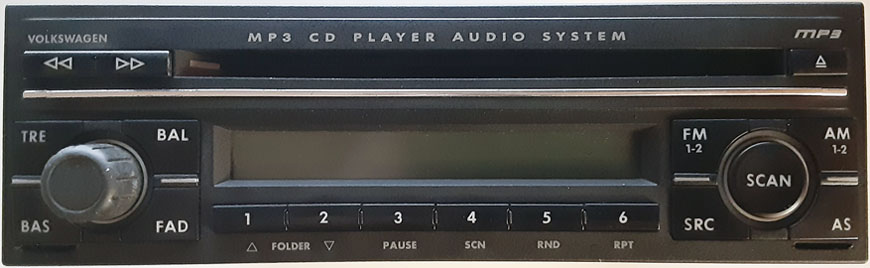 VOLKSWAGEN
MP3 CD PLAYER AUDIO SYSTEM
MP3
TRE BAL
BAS FAD
1 2 3 4 5 6
FOLDER PAUSE SCN RND RPT
FM
1-2
AM
1-2
SCAN
SRC AS